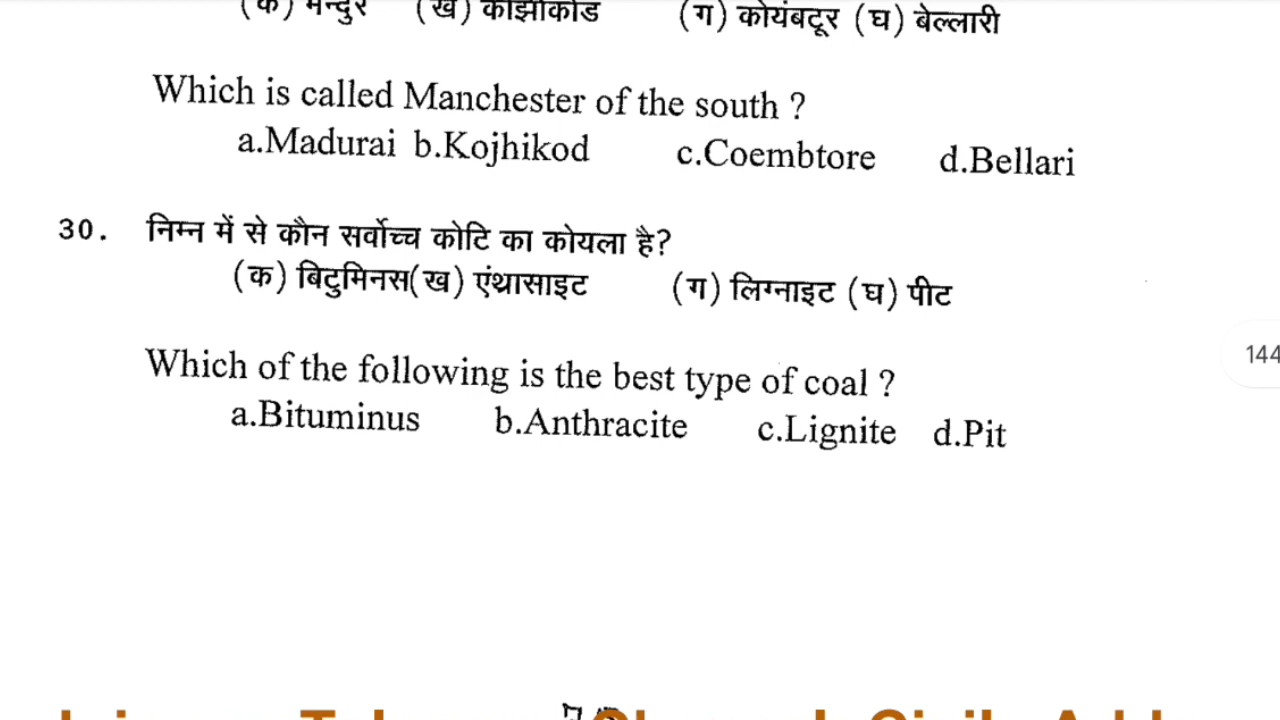 (ख) कोझीकोड (ग) कोयंबटूर (घ) बेल्लारी
Which is called Manchester of the south ?
a.Madurai b.Kojhikod c.Coembtore d.Bellari
30. निम्न में से कौन सर्वोच्च कोटि का कोयला है?
(क) बिटुमिनस(ख) एंथ्रासाइट (ग) लिग्नाइट (घ) पीट
144
Which of the following is the best type of coal ?
a.Bituminus b.Anthracite c.Lignite d.Pit